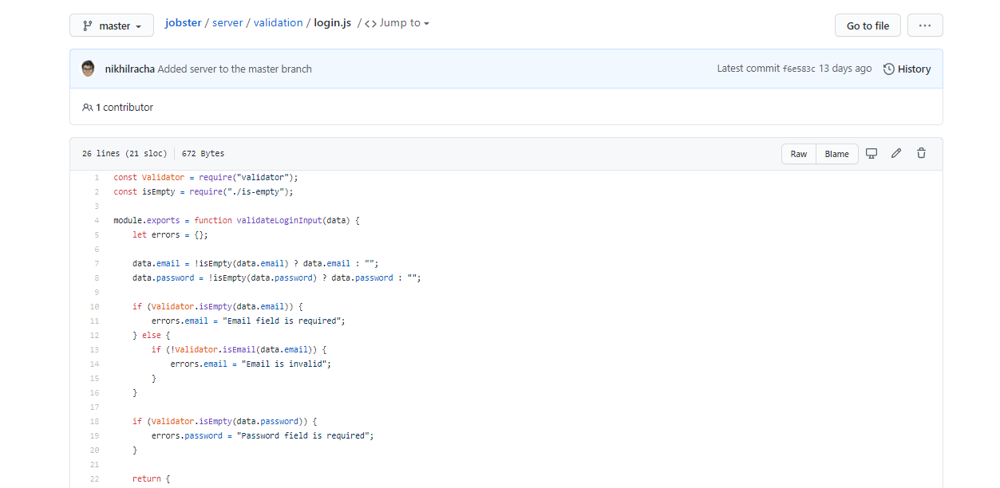 master jobster / server / validation / login.js / <> Jump to Go to file ...
nikhilracha Added server to the master branch Latest commit f6e583c 13 days ago History
1 contributor
26 lines (21 sloc) 672 Bytes Raw Blame
1 const Validator = require("validator");
2 const isEmpty = require("./is-empty");
3
4 module.exports = function validateLoginInput(data) {
5 let errors = {};
6
7 data.email = !isEmpty(data.email) ? data.email : "";
8 data.password = !isEmpty(data.password) ? data.password : "";
9
10 if (Validator.isEmpty(data.email)) {
11 errors.email = "Email field is required";
12 } else {
13 if (!Validator.isEmail(data.email)) {
14 errors.email = "Email is invalid";
15 }
16 }
17
18 if (Validator.isEmpty(data.password)) {
19 errors.password = "Password field is required";
20 }
21
22 return {